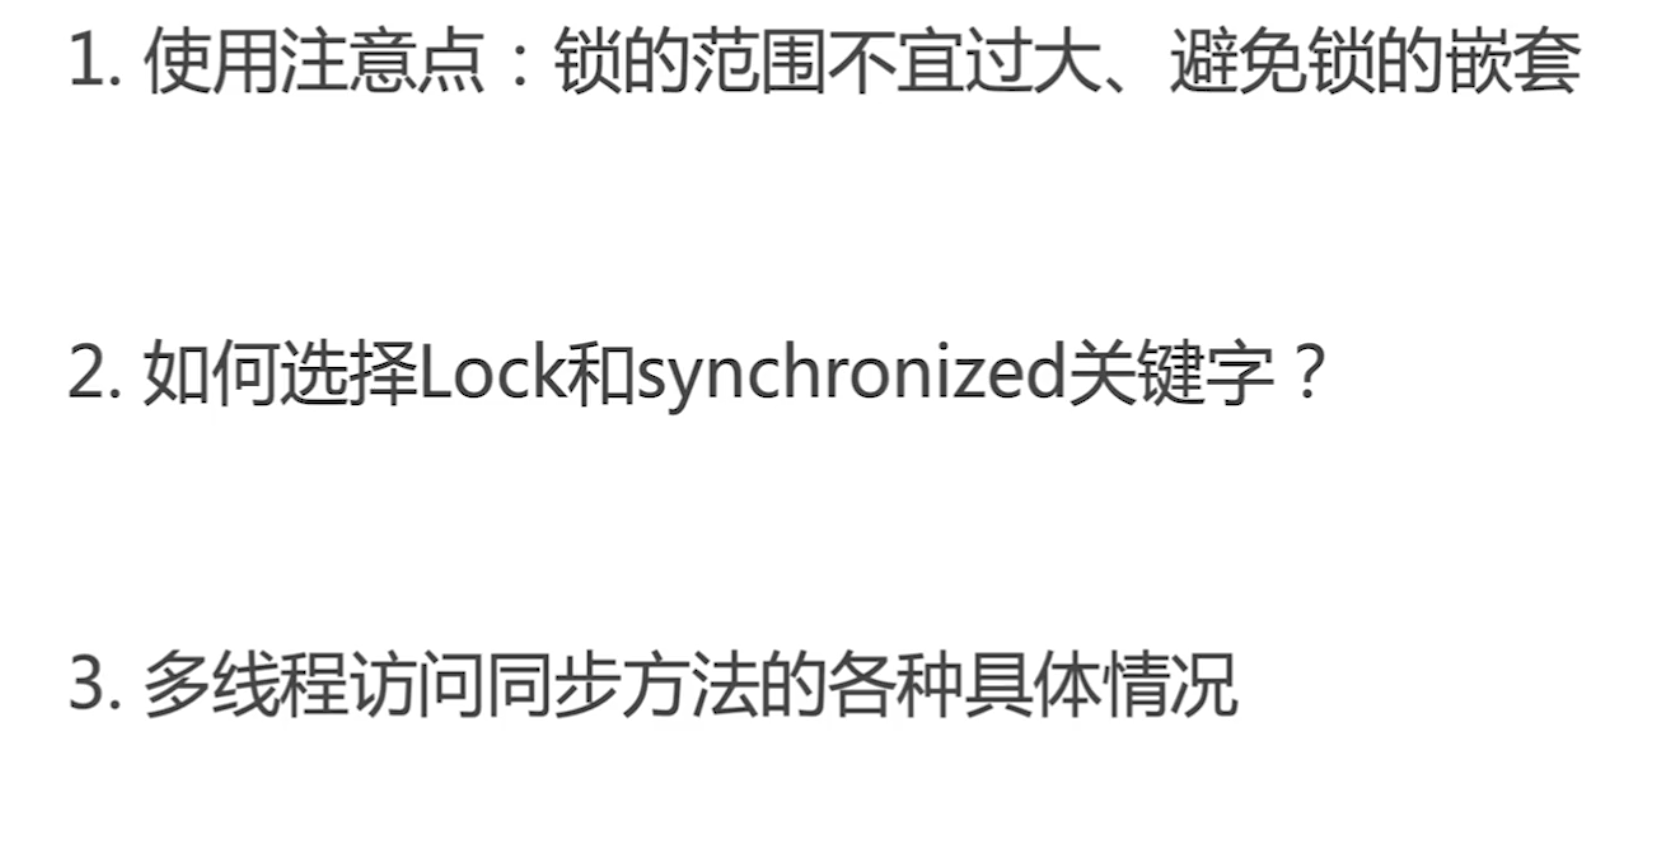 1. 使用注意点：锁的范围不宜过大、避免锁的嵌套
2. 如何选择Lock和synchronized关键字？
3. 多线程访问同步方法的各种具体情况